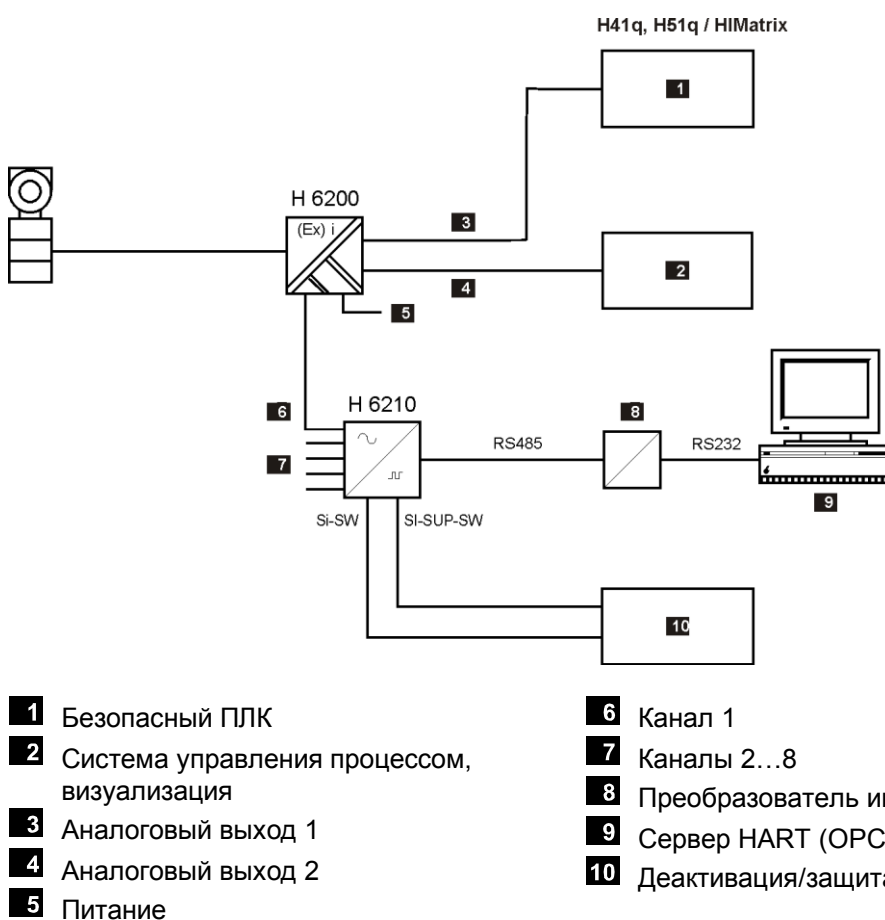 H41q, H51q / HIMatrix
1
H 6200
(Ex) i
3
2
4
5
6
H 6210
8
RS485
RS232
7
9
Si-SW
SI-SUP-SW
10
1 Безопасный ПЛК
2 Система управления процессом,
визуализация
3 Аналоговый выход 1
4 Аналоговый выход 2
5 Питание
6 Канал 1
7 Каналы 2…8
8 Преобразователь
9 Сервер HART (OPC
10 Деактивация/защита